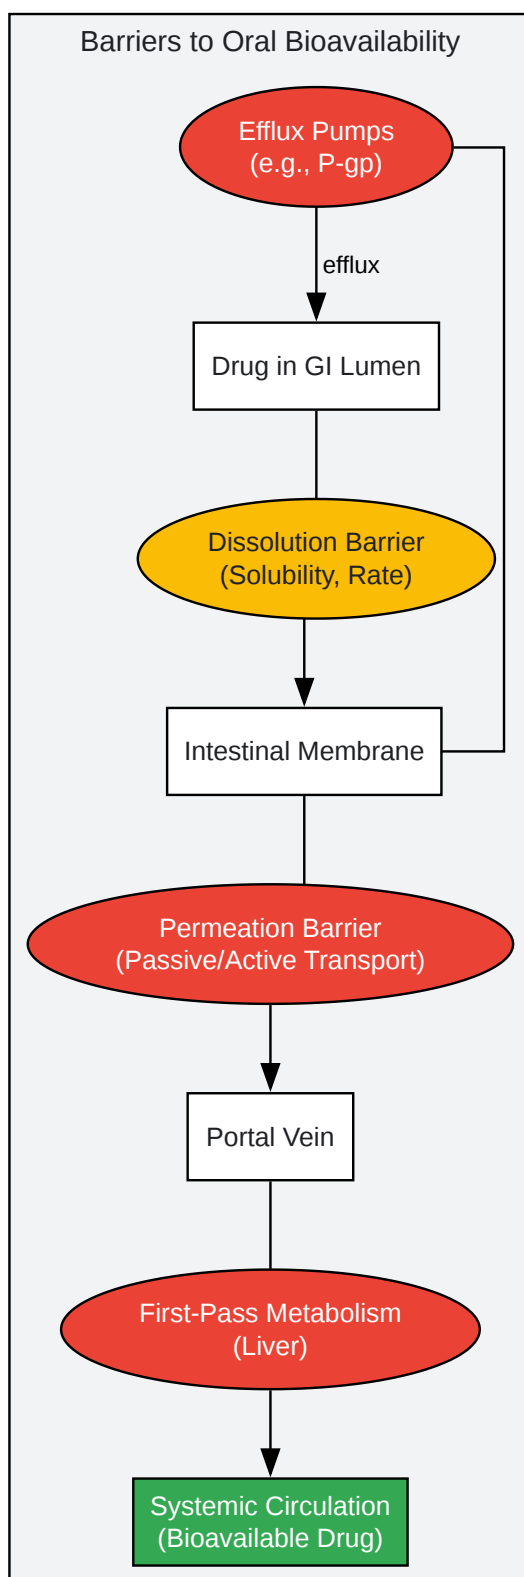 Barriers to Oral Bioavailability
Efflux Pumps
(e.g., P-gp)
efflux
Drug in GI Lumen
Dissolution Barrier
(Solubility, Rate)
Intestinal Membrane
Permeation Barrier
(Passive/Active Transport)
Portal Vein
First-Pass Metabolism
(Liver)
Systemic Circulation
(Bioavailable Drug)